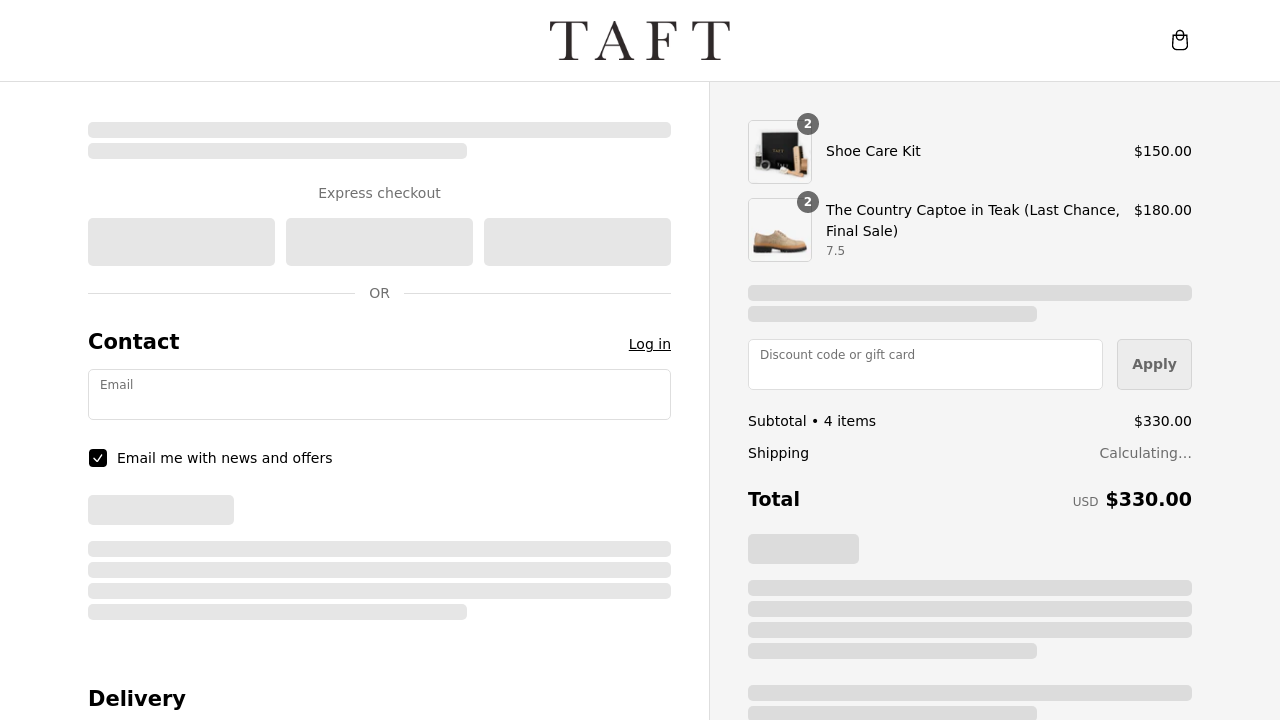 TAFT
Express checkout
OR
Contact
Log in
Email
Email me with news and offers
Delivery
2
Shoe Care Kit
$150.00
2
The Country Captoe in Teak (Last Chance,
Final Sale)
7.5
$180.00
Discount code or gift card
Apply
Subtotal • 4 items
$330.00
Shipping
Calculating...
Total
USD $330.00